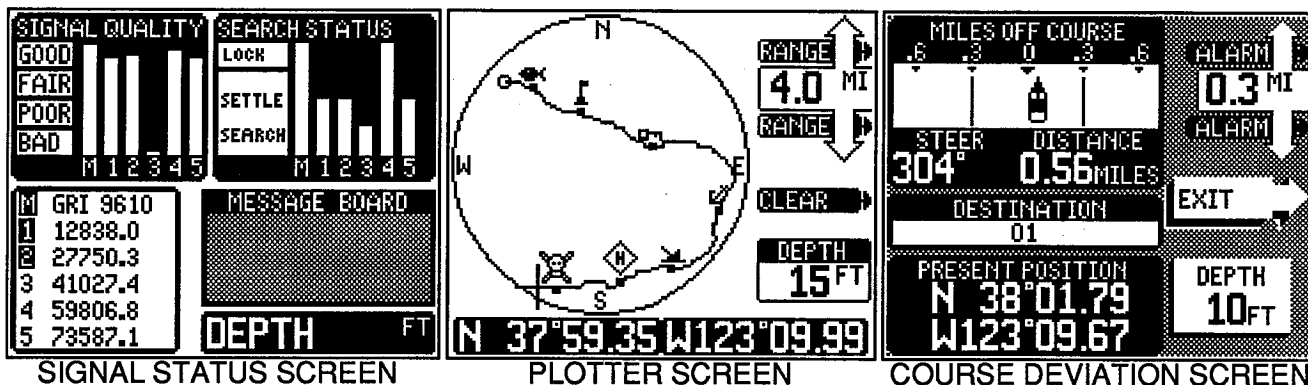 SIGNAL QUALITY
GOOD
FAIR
POOR
BAD
M 1 2 3 4 5
SEARCH STATUS
LOCK
SETTLE
SEARCH
M 1 2 3 4 5
M GRI 9610
1 12838.0
2 27750.3
3 41027.4
4 59806.8
5 73587.1
MESSAGE BOARD
DEPTH FT
SIGNAL STATUS SCREEN
N
W
E
S
H
RANGE
4.0 MI
RANGE
CLEAR
DEPTH
15 FT
N 37°59.35 W123°09.99
PLOTTER SCREEN
MILES OFF COURSE
.6 .3 0 .3 .6
STEER DISTANCE
304° 0.56 MILES
DESTINATION
01
PRESENT POSITION
N 38°01.79
W123°09.67
ALARM
0.3 MI
ALARM
EXIT
DEPTH
10 FT
COURSE DEVIATION SCREEN